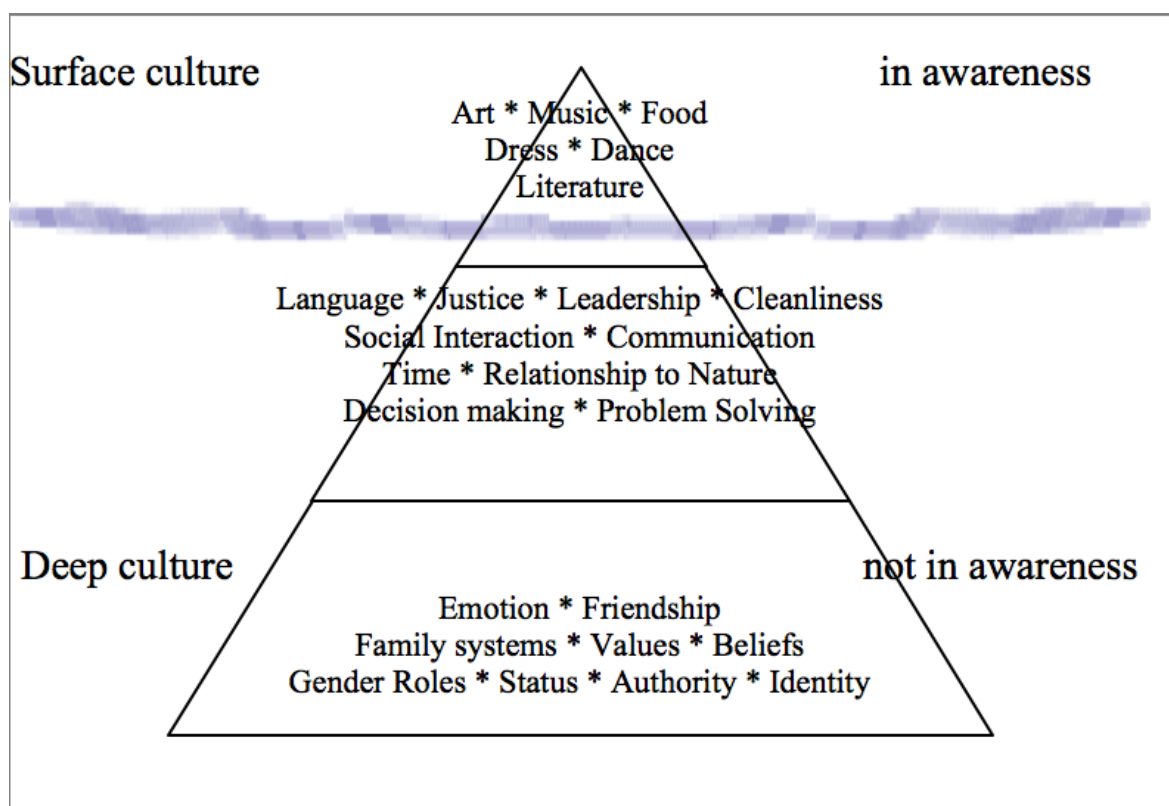 Surface culture
in awareness
Art * Music * Food
Dress * Dance
Literature
Language * Justice * Leadership * Cleanliness
Social Interaction * Communication
Time * Relationship to Nature
Decision making * Problem Solving
Deep culture
not in awareness
Emotion * Friendship
Family systems * Values * Beliefs
Gender Roles * Status * Authority * Identity